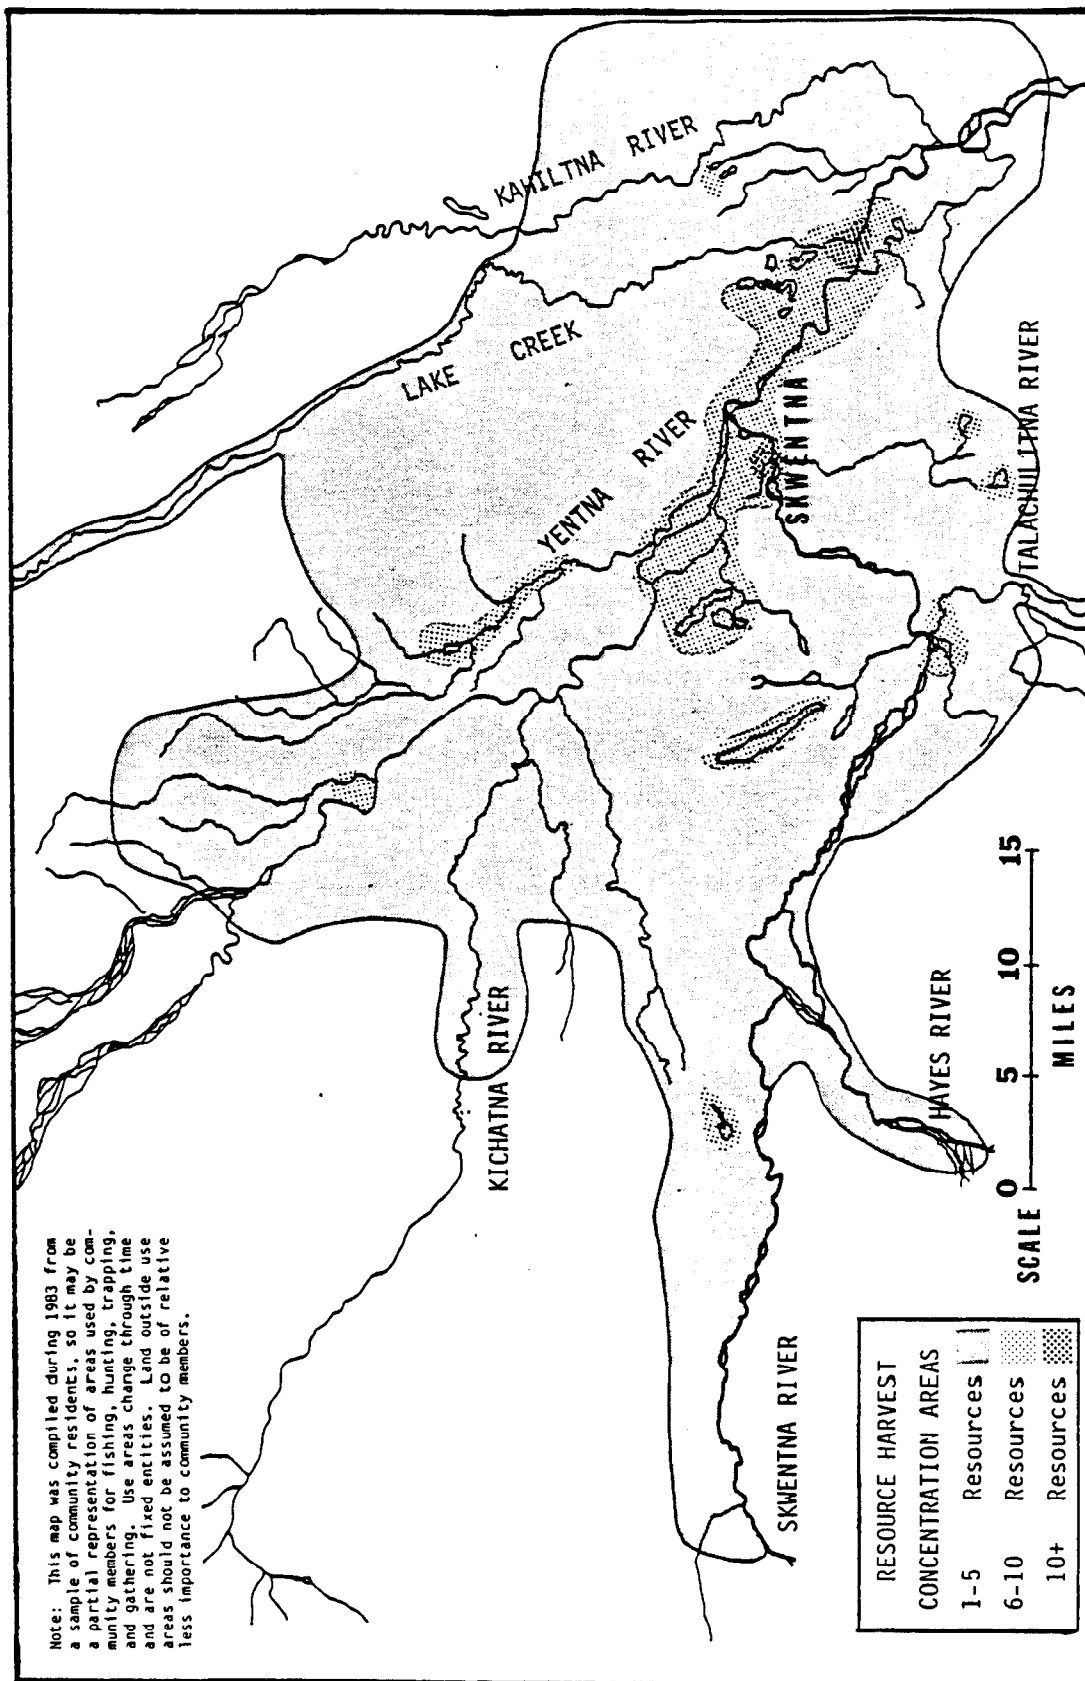 Note: This map was compiled during 1983 from
a sample of community residents, so it may be
a partial representation of areas used by com-
munity members for fishing, hunting, trapping,
and gathering. Use areas change through time
and are not fixed entities. Land outside use
areas should not be assumed to be of relative
less importance to community members.
KICHATNA RIVER
YENTNA RIVER
LAKE CREEK
KAHILTNA RIVER
SKWENTNA
SKWENTNA RIVER
HAYES RIVER
TALACHULITNA RIVER
RESOURCE HARVEST
CONCENTRATION AREAS
1-5 Resources
6-10 Resources
10+ Resources
SCALE 0 5 10 15
MILES